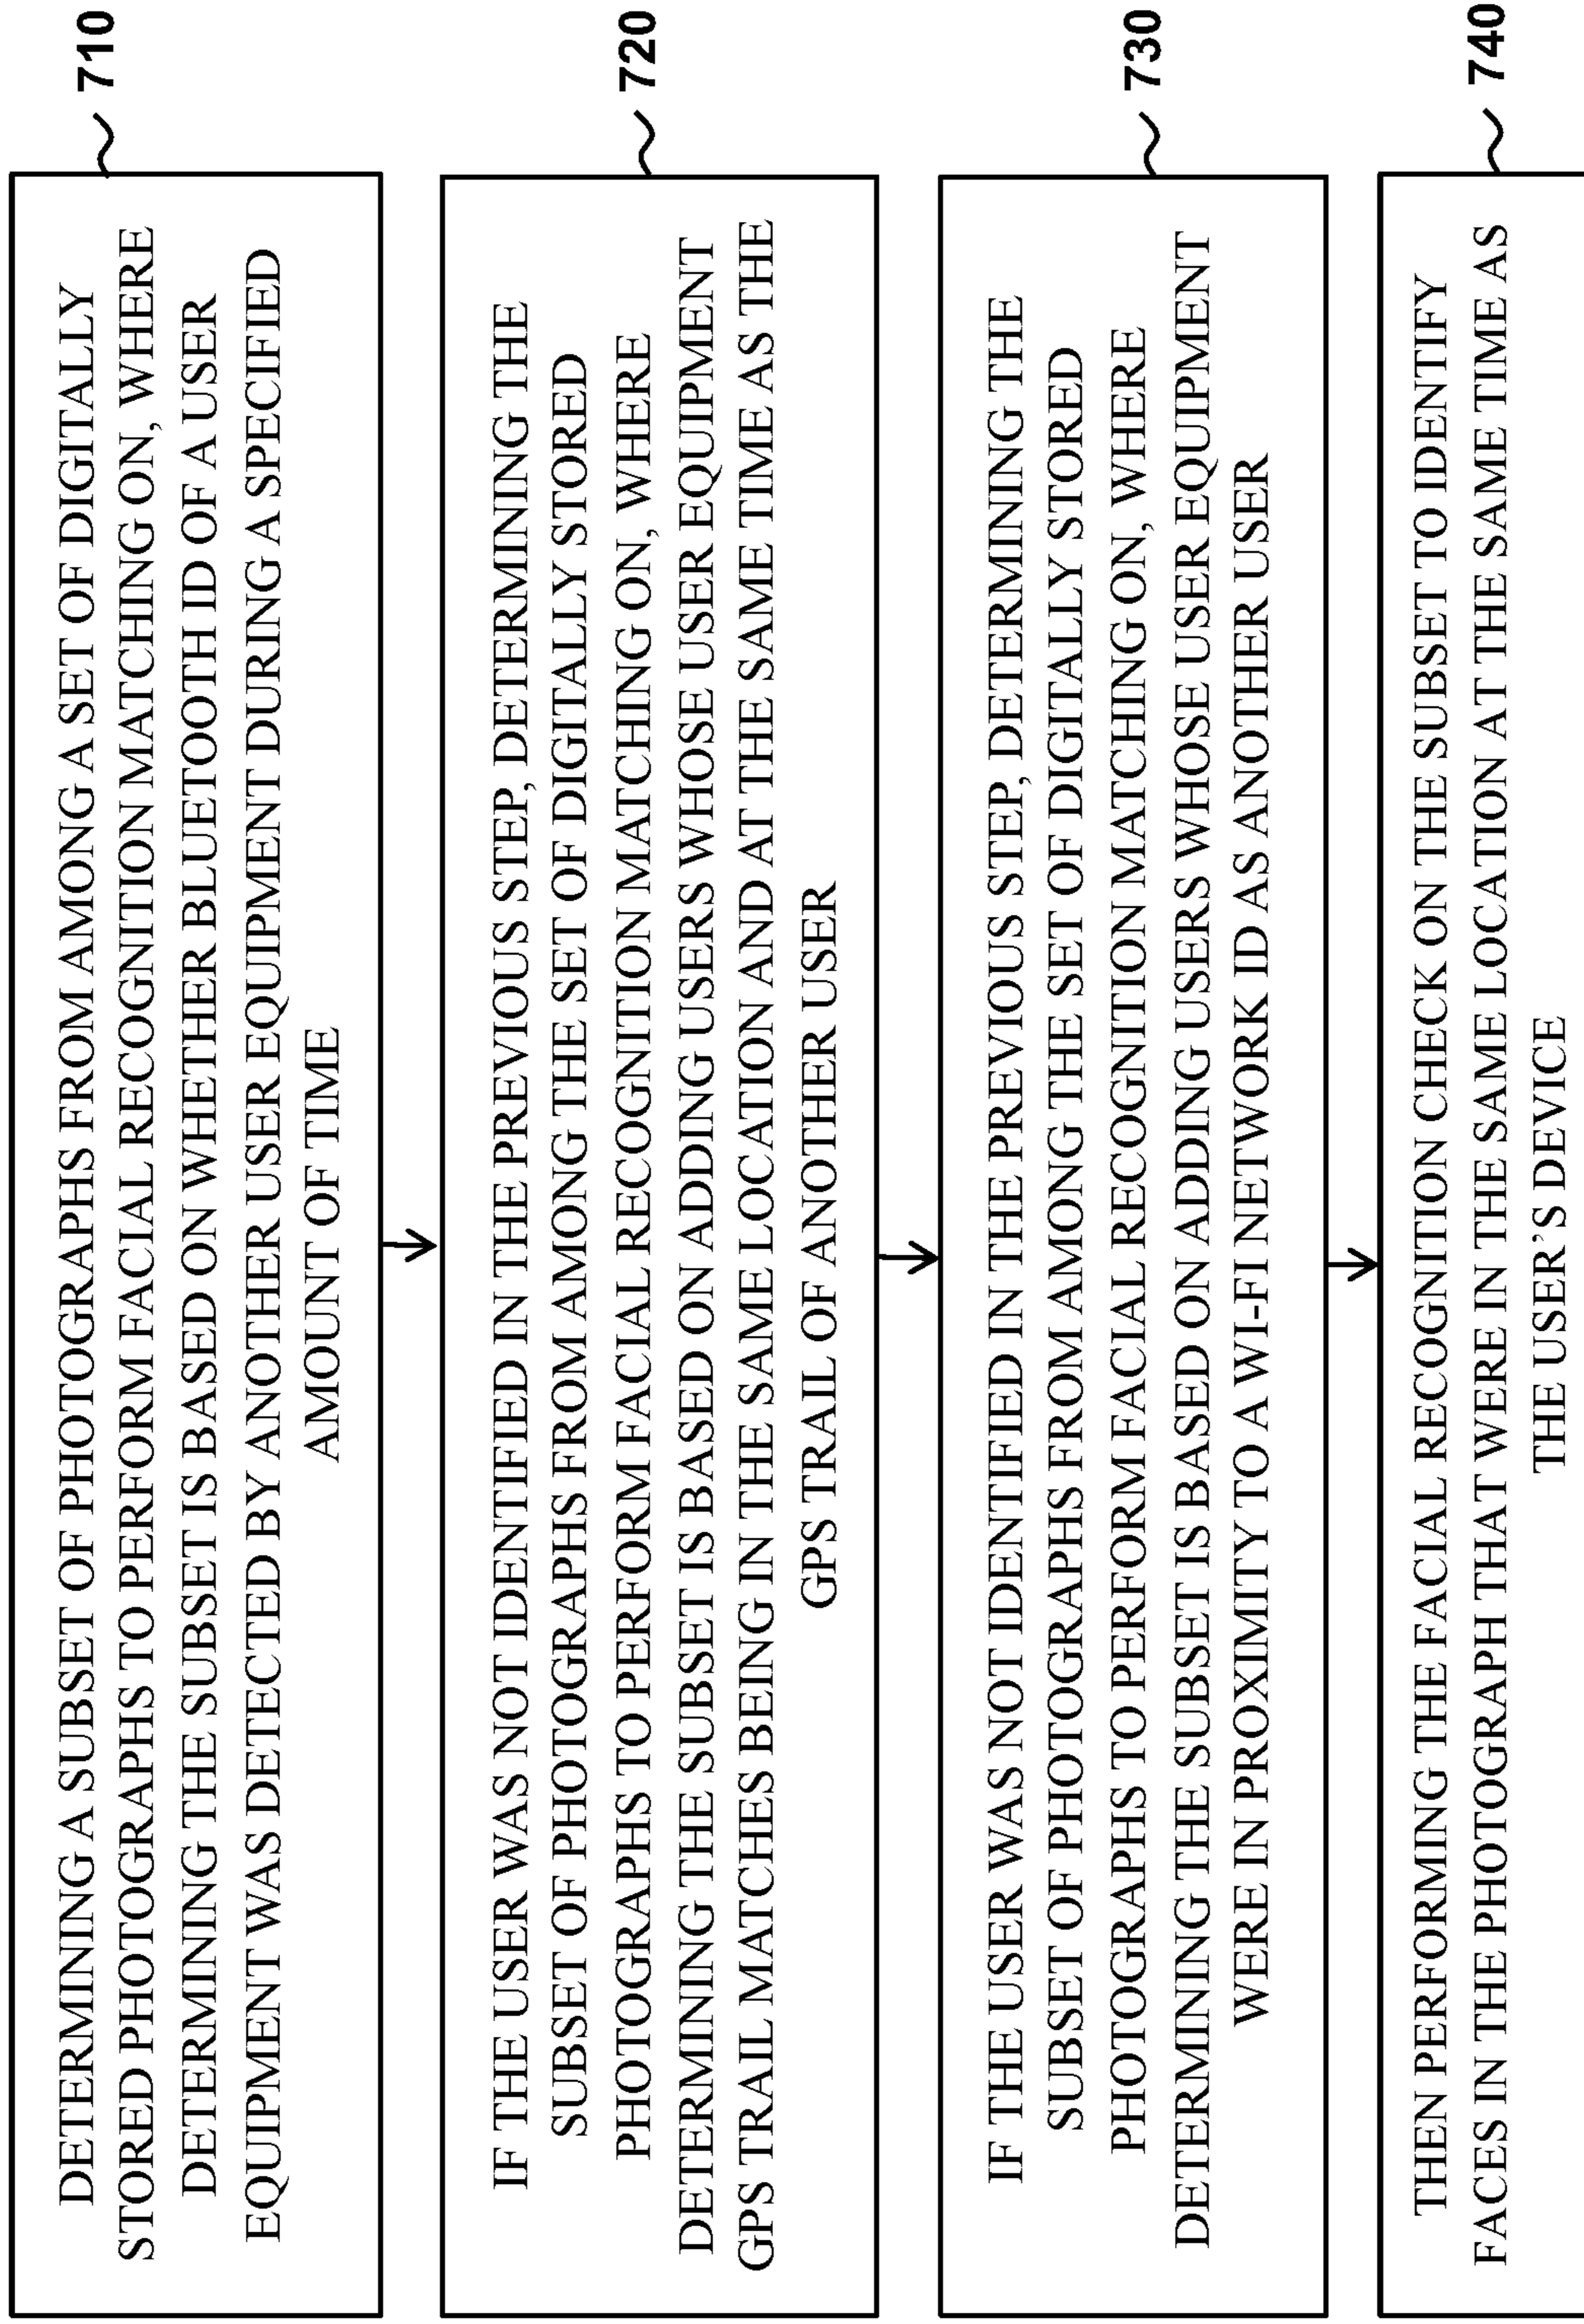 DETERMINING A SUBSET OF PHOTOGRAPHS FROM AMONG A SET OF DIGITALLY
STORED PHOTOGRAPHS TO PERFORM FACIAL RECOGNITION MATCHING ON, WHERE
DETERMINING THE SUBSET IS BASED ON WHETHER BLUETOOTH ID OF A USER
EQUIPMENT WAS DETECTED BY ANOTHER USER EQUIPMENT DURING A SPECIFIED
AMOUNT OF TIME
710
IF THE USER WAS NOT IDENTIFIED IN THE PREVIOUS STEP, DETERMINING THE
SUBSET OF PHOTOGRAPHS FROM AMONG THE SET OF DIGITALLY STORED
PHOTOGRAPHS TO PERFORM FACIAL RECOGNITION MATCHING ON, WHERE
DETERMINING THE SUBSET IS BASED ON ADDING USERS WHOSE USER EQUIPMENT
GPS TRAIL MATCHES BEING IN THE SAME LOCATION AND AT THE SAME TIME AS THE
GPS TRAIL OF ANOTHER USER
720
IF THE USER WAS NOT IDENTIFIED IN THE PREVIOUS STEP, DETERMINING THE
SUBSET OF PHOTOGRAPHS FROM AMONG THE SET OF DIGITALLY STORED
PHOTOGRAPHS TO PERFORM FACIAL RECOGNITION MATCHING ON, WHERE
DETERMINING THE SUBSET IS BASED ON ADDING USERS WHOSE USER EQUIPMENT
WERE IN PROXIMITY TO A WI-FI NETWORK ID AS ANOTHER USER
730
THEN PERFORMING THE FACIAL RECOGNITION CHECK ON THE SUBSET TO IDENTIFY
FACES IN THE PHOTOGRAPH THAT WERE IN THE SAME LOCATION AT THE SAME TIME AS
THE USER'S DEVICE
740